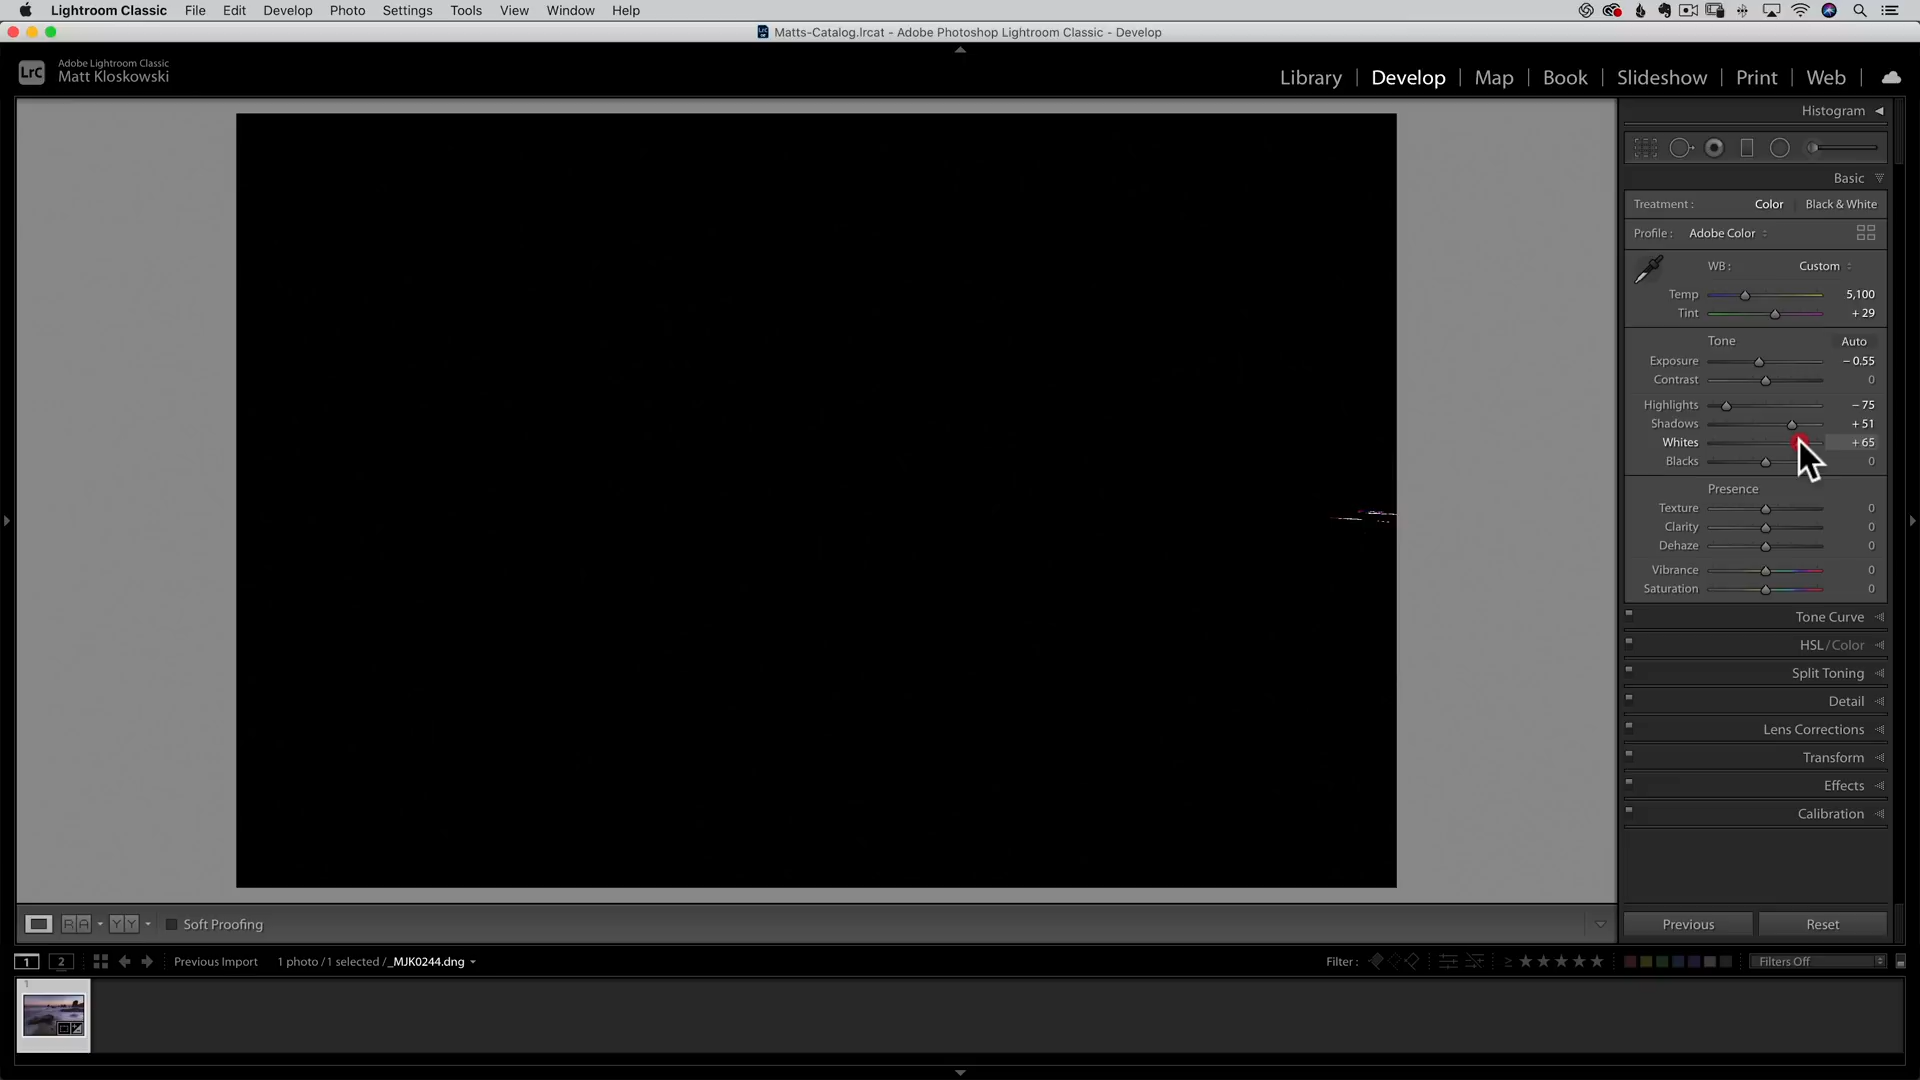 Lightroom Classic File Edit Develop Photo Settings Tools View Window Help
Matts-Catalog.lrcat - Adobe Photoshop Lightroom Classic - Develop
LrC
Adobe Lightroom Classic
Matt Kloskowski
Library | Develop | Map | Book | Slideshow | Print | Web
Histogram
Basic
Treatment : Color Black & White
Profile : Adobe Color
WB : Custom
Temp 5,100
Tint + 29
Tone Auto
Exposure − 0.55
Contrast 0
Highlights − 75
Shadows + 51
Whites + 65
Blacks 0
Presence
Texture 0
Clarity 0
Dehaze 0
Vibrance 0
Saturation 0
Tone Curve
HSL / Color
Split Toning
Detail
Lens Corrections
Transform
Effects
Calibration
Previous Reset
R A Y Y Soft Proofing
1 2 Previous Import 1 photo / 1 selected / _MJK0244.dng Filter : ≥ Filters Off
1